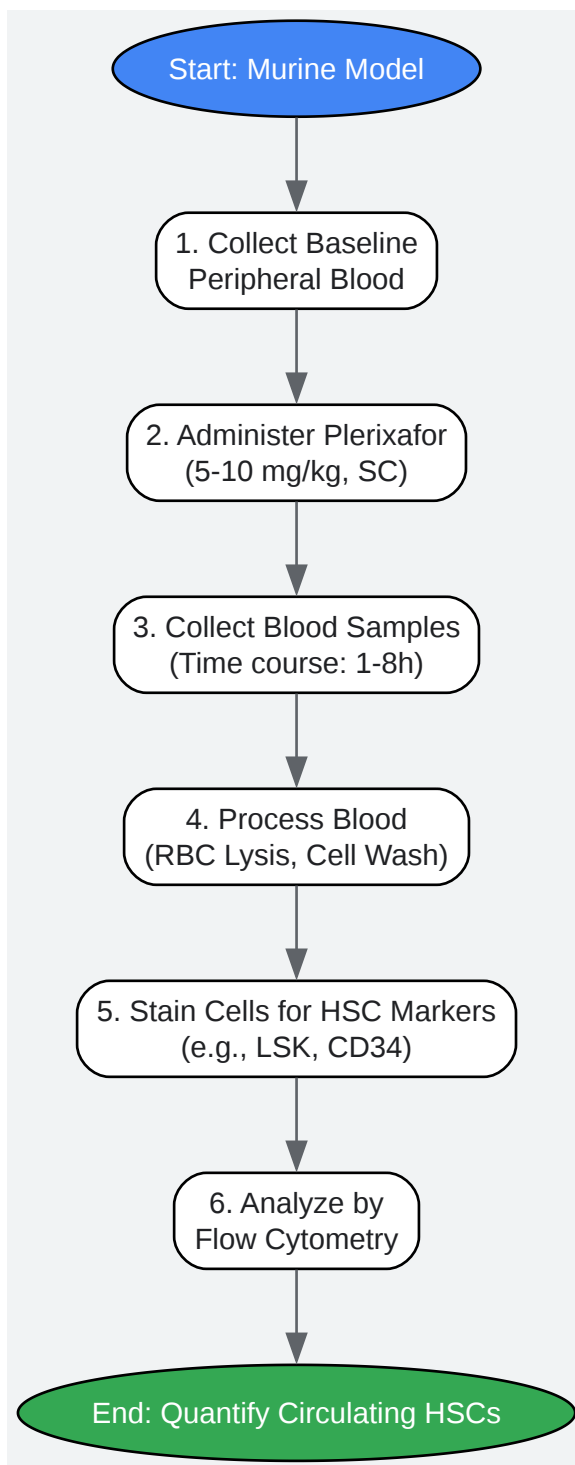 Start: Murine Model
1. Collect Baseline
Peripheral Blood
2. Administer Plerixafor
(5-10 mg/kg, SC)
3. Collect Blood Samples
(Time course: 1-8h)
4. Process Blood
(RBC Lysis, Cell Wash)
5. Stain Cells for HSC Markers
(e.g., LSK, CD34)
6. Analyze by
Flow Cytometry
End: Quantify Circulating HSCs